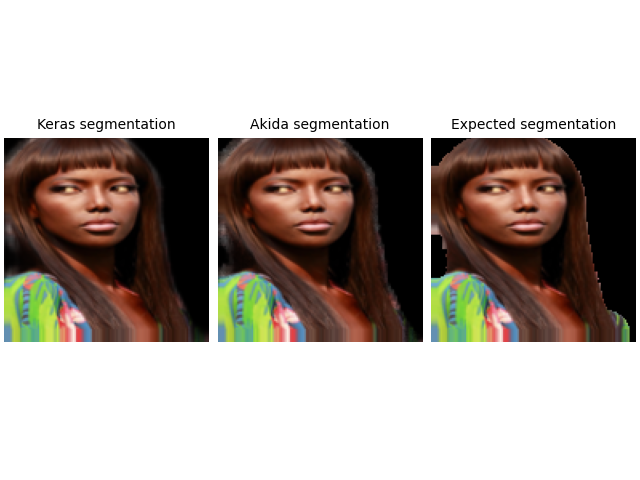 Keras segmentation
Akida segmentation
Expected segmentation